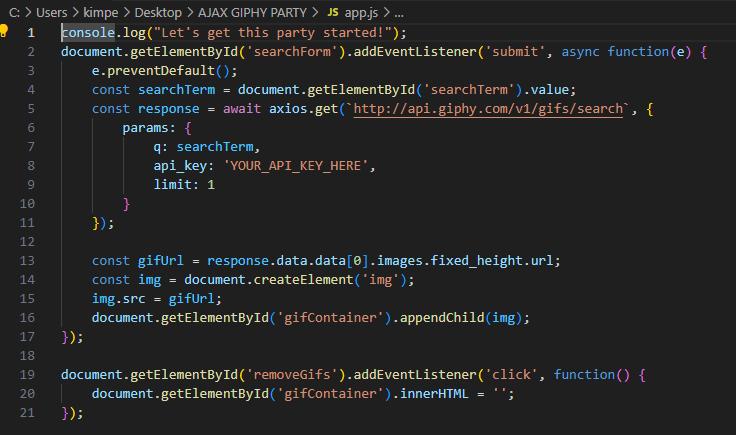 C: > Users > kimpe > Desktop > AJAX GIPHY PARTY > JS app.js > ...
1 console.log("Let's get this party started!");
2 document.getElementById('searchForm').addEventListener('submit', async function(e) {
3     e.preventDefault();
4     const searchTerm = document.getElementById('searchTerm').value;
5     const response = await axios.get(`http://api.giphy.com/v1/gifs/search`, {
6         params: {
7             q: searchTerm,
8             api_key: 'YOUR_API_KEY_HERE',
9             limit: 1
10         }
11     });
12
13     const gifUrl = response.data.data[0].images.fixed_height.url;
14     const img = document.createElement('img');
15     img.src = gifUrl;
16     document.getElementById('gifContainer').appendChild(img);
17 });
18
19 document.getElementById('removeGifs').addEventListener('click', function() {
20     document.getElementById('gifContainer').innerHTML = '';
21 });